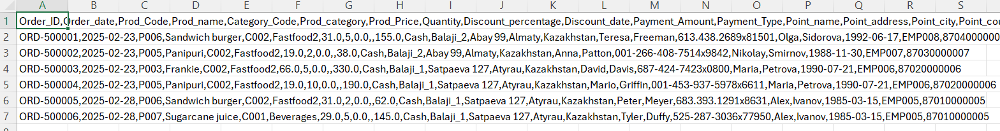 A B C D E F G H I J K L M N O P Q R S
1 Order_ID,Order_date,Prod_Code,Prod_name,Category_Code,Prod_category,Prod_Price,Quantity,Discount_percentage,Discount_date,Payment_Amount,Payment_Type,Point_name,Point_address,Point_city,Point_cou
2 ORD-500001,2025-02-23,P006,Sandwich burger,C002,Fastfood2,31.0,5,0.0,,155.0,Cash,Balaji_2,Abay 99,Almaty,Kazakhstan,Teresa,Freeman,613.438.2689x81501,Olga,Sidorova,1992-06-17,EMP008,8704000000
3 ORD-500002,2025-02-23,P005,Panipuri,C002,Fastfood2,19.0,2,0.0,,38.0,Cash,Balaji_2,Abay 99,Almaty,Kazakhstan,Anna,Patton,001-266-408-7514x9842,Nikolay,Smirnov,1988-11-30,EMP007,87030000007
4 ORD-500003,2025-02-23,P003,Frankie,C002,Fastfood2,66.0,5,0.0,,330.0,Cash,Balaji_1,Satpaeva 127,Atyrau,Kazakhstan,David,Davis,687-424-7423x0800,Maria,Petrova,1990-07-21,EMP006,87020000006
5 ORD-500004,2025-02-23,P005,Panipuri,C002,Fastfood2,19.0,10,0.0,,190.0,Cash,Balaji_1,Satpaeva 127,Atyrau,Kazakhstan,Mario,Griffin,001-453-937-5978x6611,Maria,Petrova,1990-07-21,EMP006,87020000006
6 ORD-500005,2025-02-28,P006,Sandwich burger,C002,Fastfood2,31.0,2,0.0,,62.0,Cash,Balaji_1,Satpaeva 127,Atyrau,Kazakhstan,Peter,Meyer,683.393.1291x8631,Alex,Ivanov,1985-03-15,EMP005,87010000005
7 ORD-500006,2025-02-28,P007,Sugarcane juice,C001,Beverages,29.0,5,0.0,,145.0,Cash,Balaji_1,Satpaeva 127,Atyrau,Kazakhstan,Tyler,Duffy,525-287-3036x77950,Alex,Ivanov,1985-03-15,EMP005,87010000005